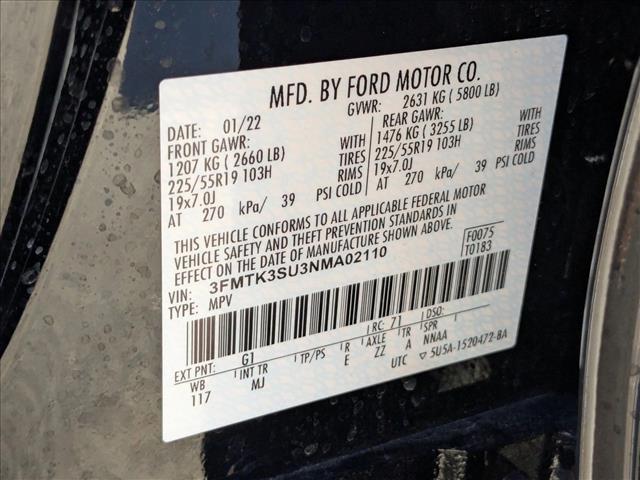 MFD. BY FORD MOTOR CO.
DATE: 01/22 GVWR: 2631 KG ( 5800 LB)
FRONT GAWR: REAR GAWR:
1207 KG ( 2660 LB) 1476 KG ( 3255 LB)
225/55R19 103H TIRES 225/55R19 103H TIRES
19x7.0J RIMS 19x7.0J RIMS
AT 270 kPa/ 39 PSI COLD AT 270 kPa/ 39 PSI COLD
THIS VEHICLE CONFORMS TO ALL APPLICABLE FEDERAL MOTOR
VEHICLE SAFETY AND THEFT PREVENTION STANDARDS IN
EFFECT ON THE DATE OF MANUFACTURE SHOWN ABOVE.
F0075
T0183
VIN: 3FMTK3SU3NMA02110
TYPE: MPV
EXT PNT: G1 RC: 71 DSO:
WB INT TR TP/PS R AXLE TR SPR
117 MJ E ZZ A NNAA
UTC ▽ 5U5A-1520472-BA